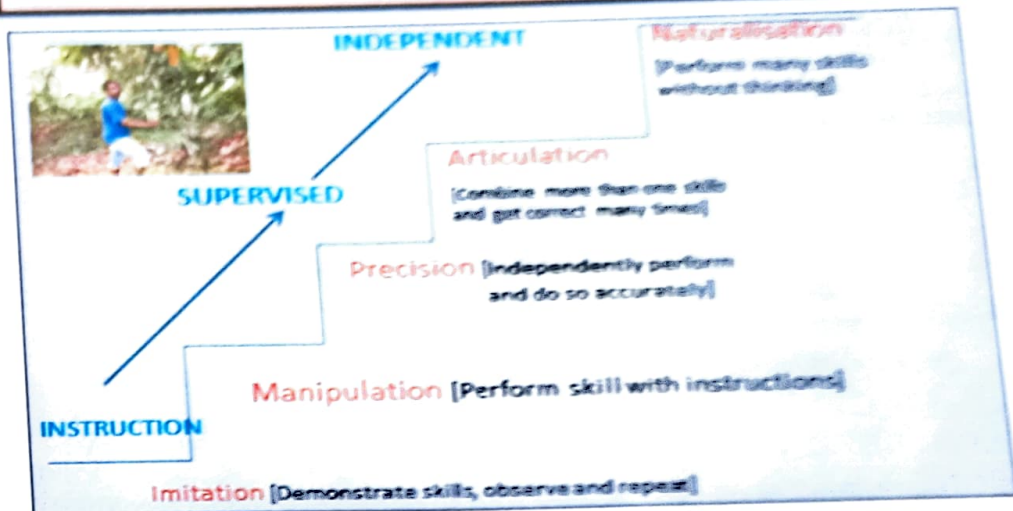 INDEPENDENT
Naturalisation
[Perform many skills
without thinking]
Articulation
SUPERVISED
[Combine more than one skills
and get correct many times]
Precision [Independently perform
and do so accurately]
Manipulation [Perform skill with instructions]
INSTRUCTION
Imitation [Demonstrate skills, observe and repeat]